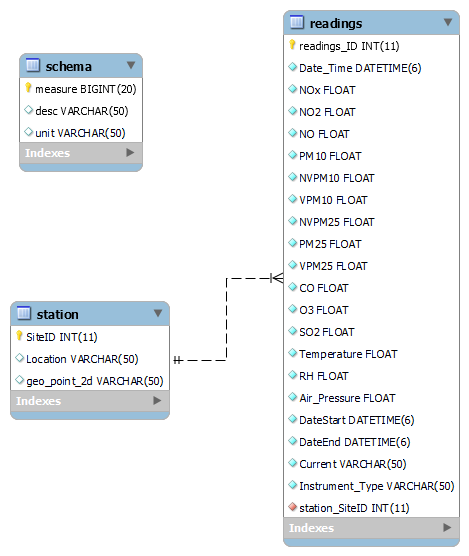 schema
measure BIGINT(20)
desc VARCHAR(50)
unit VARCHAR(50)
Indexes
station
SiteID INT(11)
Location VARCHAR(50)
geo_point_2d VARCHAR(50)
Indexes
readings
readings_ID INT(11)
Date_Time DATETIME(6)
NOx FLOAT
NO2 FLOAT
NO FLOAT
PM10 FLOAT
NVPM10 FLOAT
VPM10 FLOAT
NVPM25 FLOAT
PM25 FLOAT
VPM25 FLOAT
CO FLOAT
O3 FLOAT
SO2 FLOAT
Temperature FLOAT
RH FLOAT
Air_Pressure FLOAT
DateStart DATETIME(6)
DateEnd DATETIME(6)
Current VARCHAR(50)
Instrument_Type VARCHAR(50)
station_SiteID INT(11)
Indexes